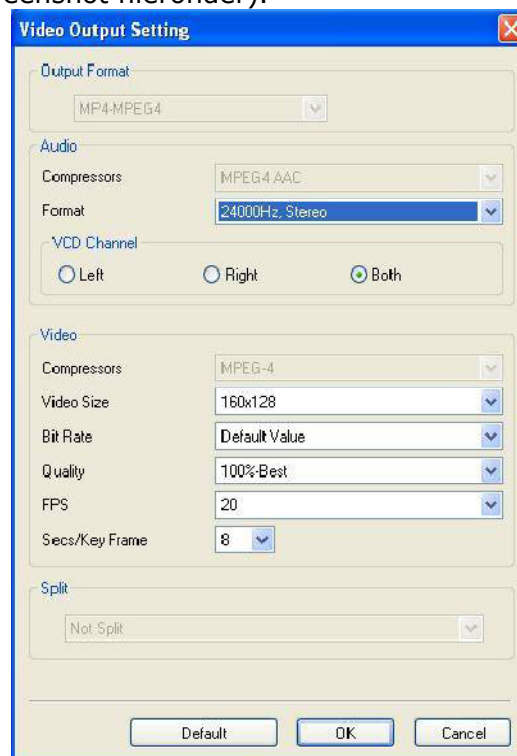 eenshot hieronder).
Video Output Setting
Output Format
MP4-MPEG4
Audio
Compressors MPEG4 AAC
Format 24000Hz, Stereo
VCD Channel
Left Right Both
Video
Compressors MPEG-4
Video Size 160x128
Bit Rate Default Value
Quality 100%-Best
FPS 20
Secs/Key Frame 8
Split
Not Split
Default OK Cancel